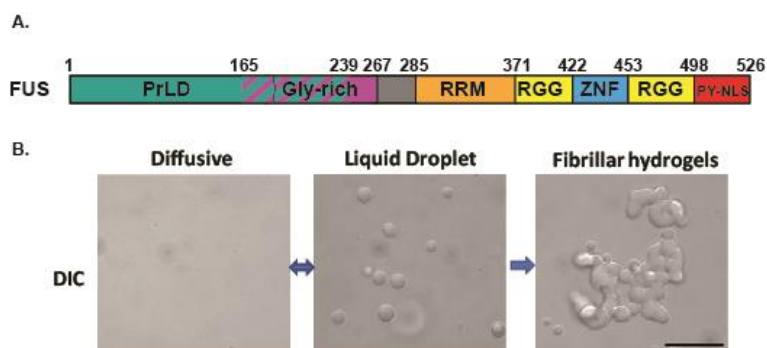 A.
1 165 239 267 285 371 422 453 498 526
FUS PrLD Gly-rich RRM RGG ZNF RGG PY-NLS
B.
Diffusive Liquid Droplet Fibrillar hydrogels
DIC